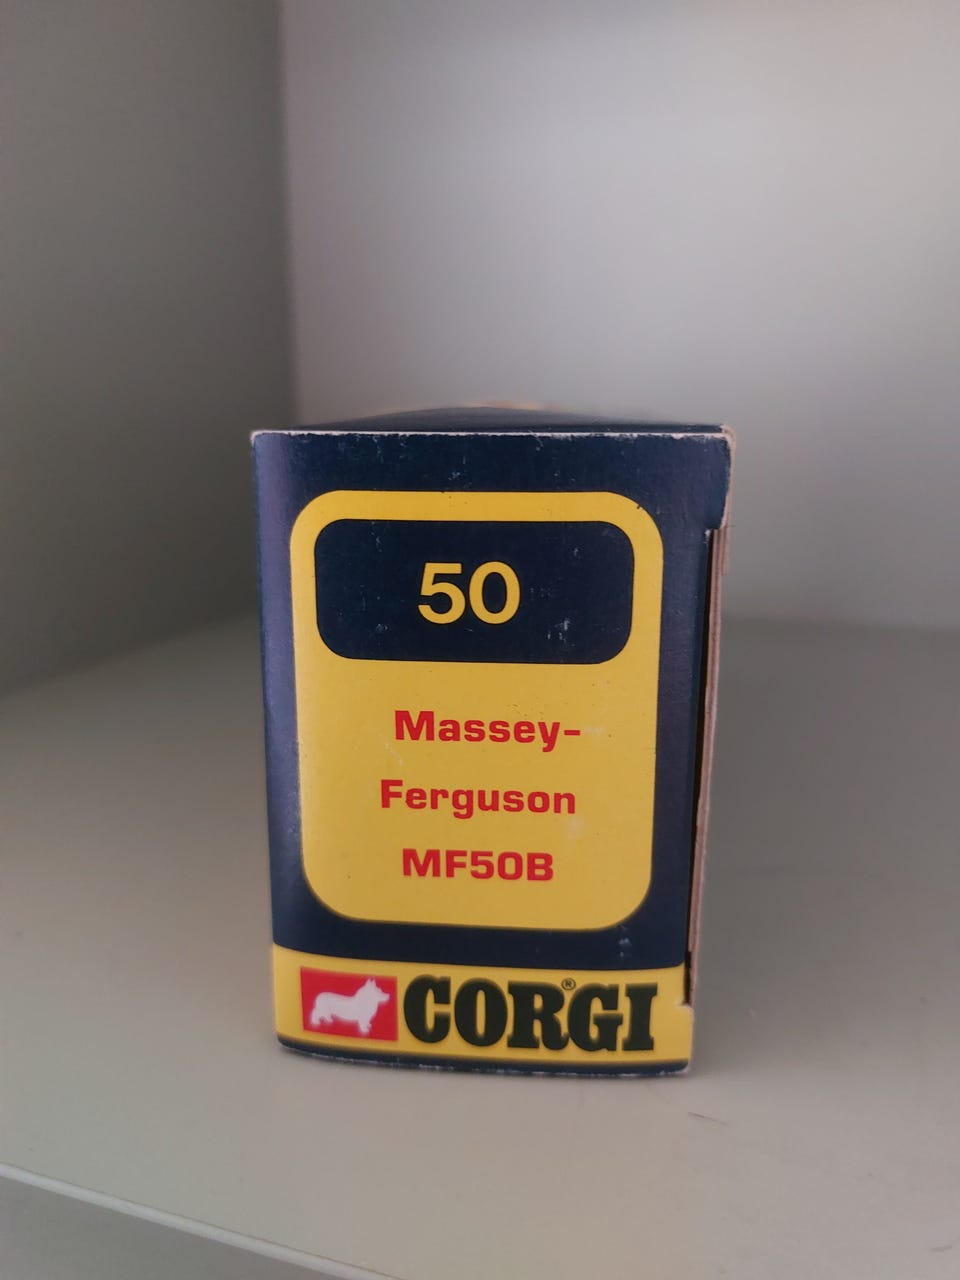 50
Massey-
Ferguson
MF50B
CORGI®